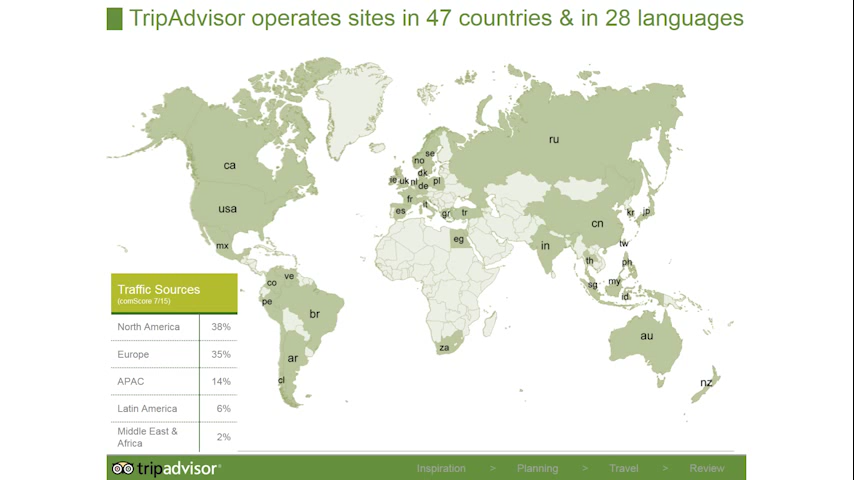 TripAdvisor operates sites in 47 countries & in 28 languages
ca
usa
mx
ru
se
no
dk
ie uk nl de pl
fr
it
es
gr tr
eg
cn
kr jp
in
tw
th
ph
sg
my
id
co
ve
pe
br
ar
cl
za
au
nz
Traffic Sources
(comScore 7/15)
North America 38%
Europe 35%
APAC 14%
Latin America 6%
Middle East &
Africa 2%
tripadvisor®
Inspiration > Planning > Travel > Review